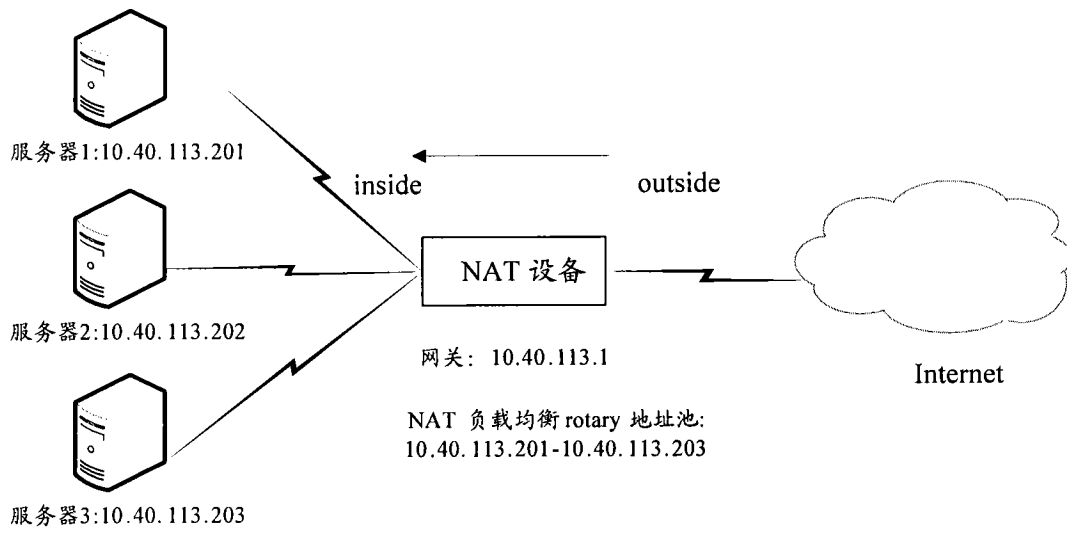 服务器1:10.40.113.201
inside
outside
服务器2:10.40.113.202
NAT 设备
网关: 10.40.113.1
Internet
NAT 负载均衡 rotary 地址池:
10.40.113.201-10.40.113.203
服务器3:10.40.113.203